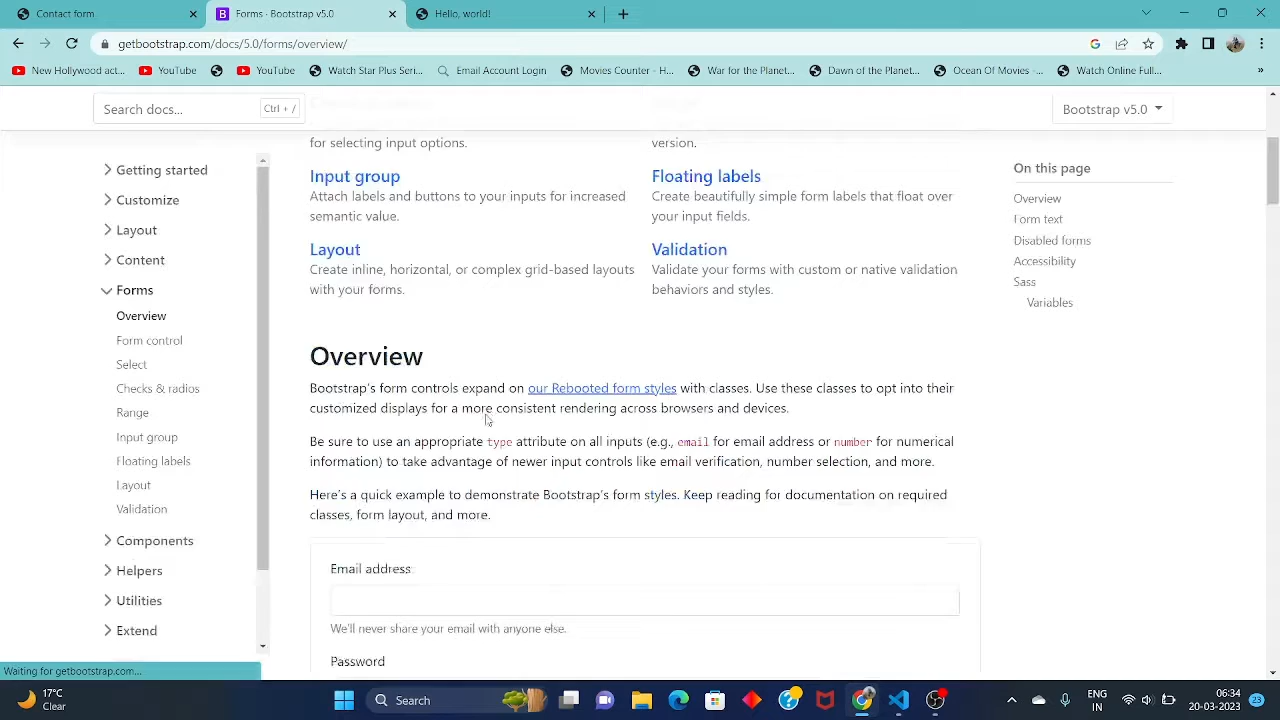 Contact form
Forms · Bootstrap v5.0
Hello, world!
getbootstrap.com/docs/5.0/forms/overview/
New Hollywood act...
YouTube
YouTube
Watch Star Plus Seri...
Email Account Login
Movies Counter - H...
War for the Planet...
Dawn of the Planet...
Ocean Of Movies -...
Watch Online Full...
»
Search docs...
Ctrl + /
Bootstrap v5.0
Getting started
Customize
Layout
Content
Forms
Overview
Form control
Select
Checks & radios
Range
Input group
Floating labels
Layout
Validation
Components
Helpers
Utilities
Extend
for selecting input options.
version.
Input group
Attach labels and buttons to your inputs for increased
semantic value.
Floating labels
Create beautifully simple form labels that float over
your input fields.
Layout
Create inline, horizontal, or complex grid-based layouts
with your forms.
Validation
Validate your forms with custom or native validation
behaviors and styles.
Overview
Bootstrap's form controls expand on our Rebooted form styles with classes. Use these classes to opt into their
customized displays for a more consistent rendering across browsers and devices.
Be sure to use an appropriate type attribute on all inputs (e.g., email for email address or number for numerical
information) to take advantage of newer input controls like email verification, number selection, and more.
Here's a quick example to demonstrate Bootstrap's form styles. Keep reading for documentation on required
classes, form layout, and more.
Email address
We'll never share your email with anyone else.
Password
On this page
Overview
Form text
Disabled forms
Accessibility
Sass
Variables
Waiting for getbootstrap.com...
17°C
Clear
Search
ENG
IN
06:34
20-03-2023